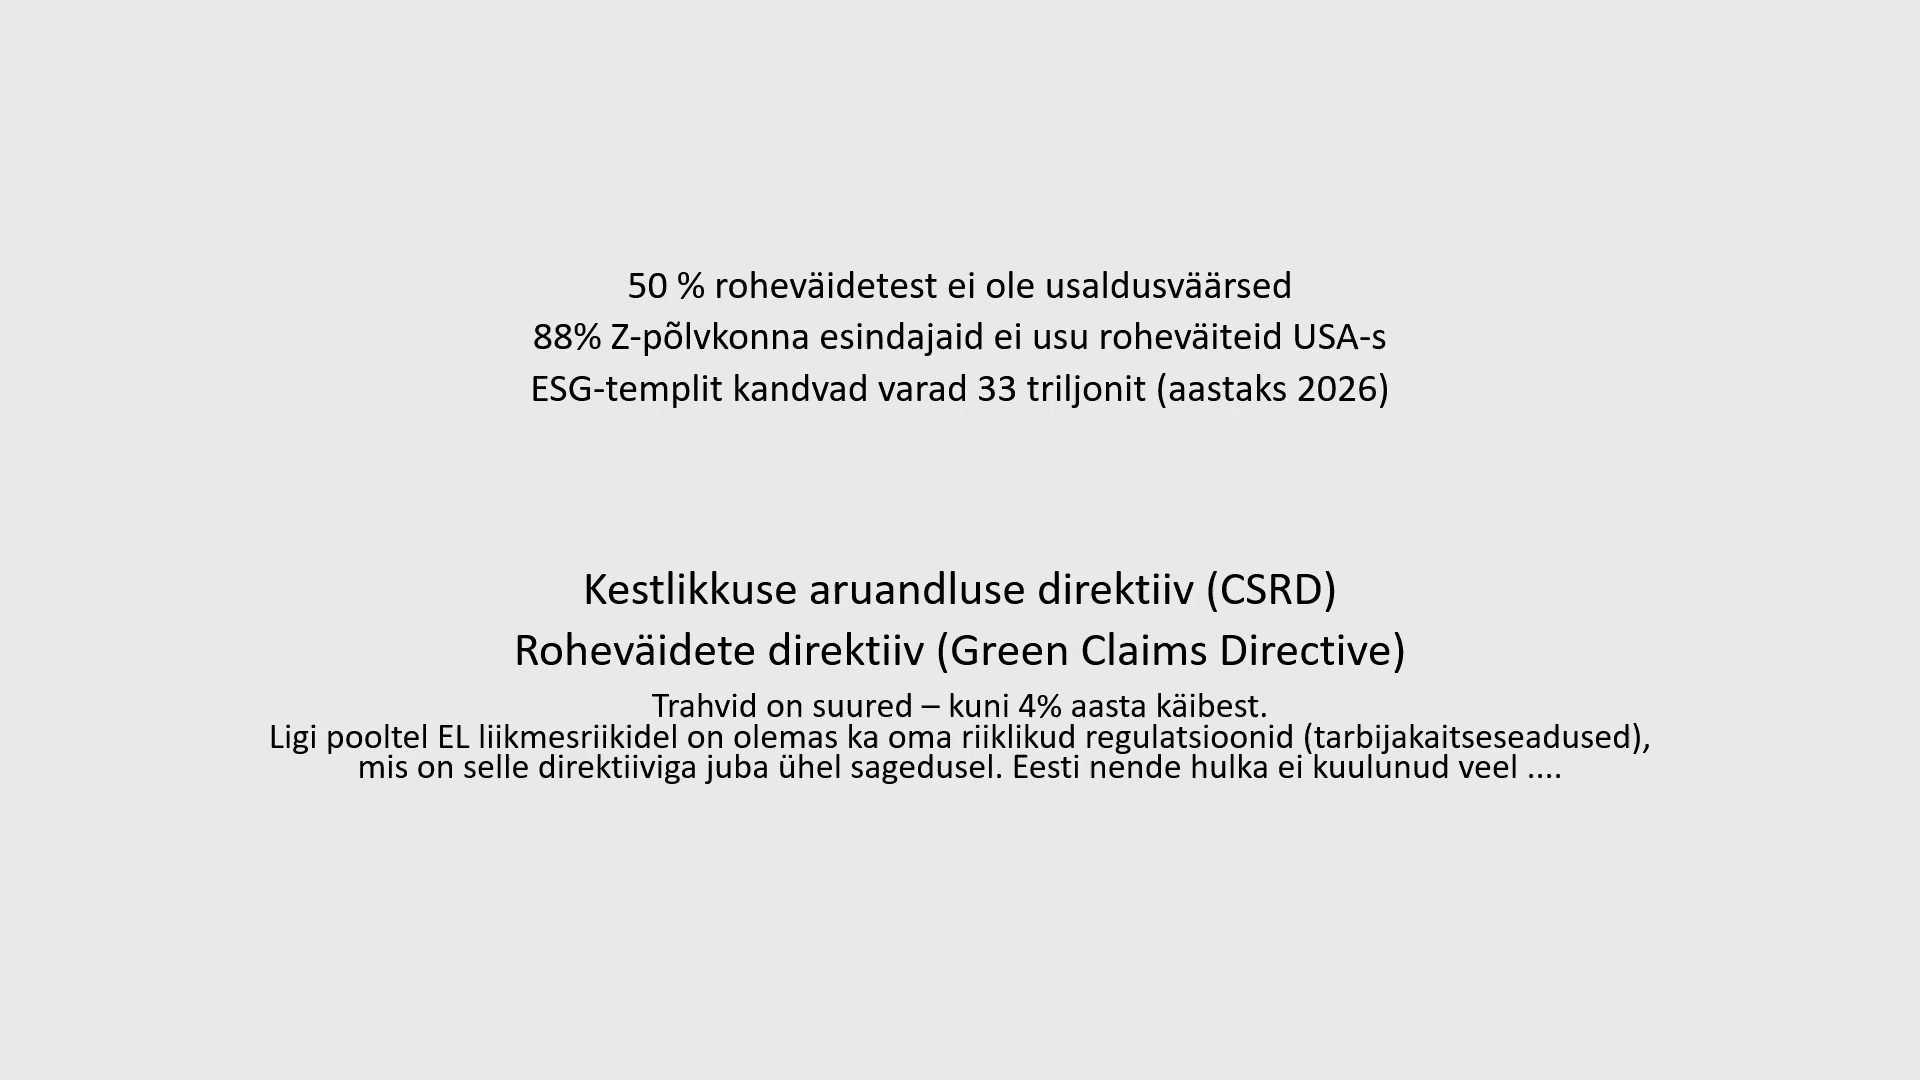 50 % roheväidetest ei ole usaldusväärsed
88% Z-põlvkonna esindajaid ei usu roheväiteid USA-s
ESG-templit kandvad varad 33 triljonit (aastaks 2026)
Kestlikkuse aruandluse direktiiv (CSRD)
Roheväidete direktiiv (Green Claims Directive)
Trahvid on suured – kuni 4% aasta käibest.
Ligi pooltel EL liikmesriikidel on olemas ka oma riiklikud regulatsioonid (tarbijakaitseseadused),
mis on selle direktiiviga juba ühel sagedusel. Eesti nende hulka ei kuulunud veel ....